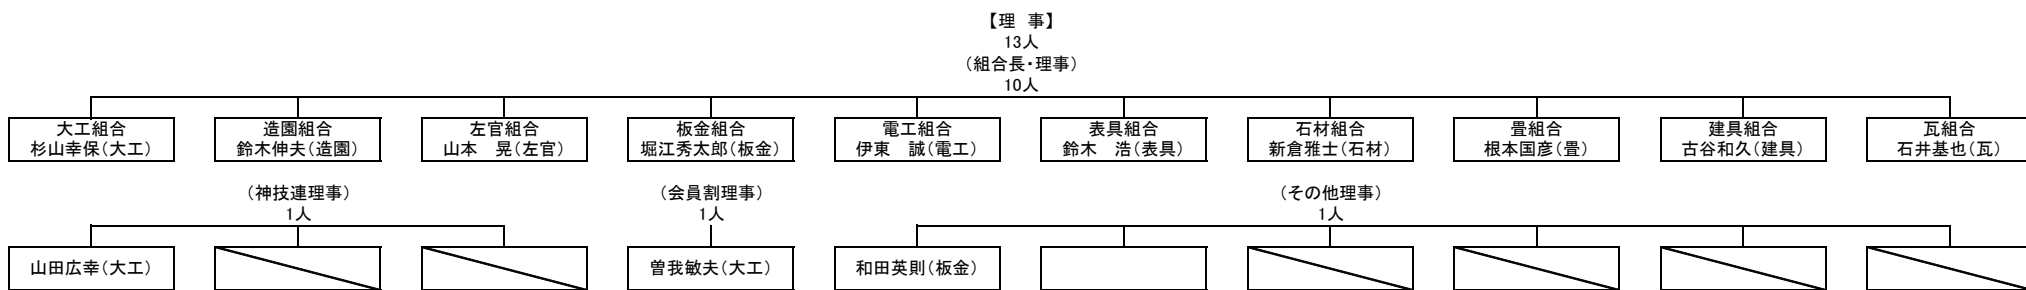 【理　事】
13人
（組合長・理事）
10人
大工組合
杉山幸保（大工）
造園組合
鈴木伸夫（造園）
左官組合
山本　晃（左官）
板金組合
堀江秀太郎（板金）
電工組合
伊東　誠（電工）
表具組合
鈴木　浩（表具）
石材組合
新倉雅士（石材）
畳組合
根本国彦（畳）
建具組合
古谷和久（建具）
瓦組合
石井基也（瓦）
（神技連理事）
1人
（会員割理事）
1人
（その他理事）
1人
山田広幸（大工）
曽我敏夫（大工）
和田英則（板金）